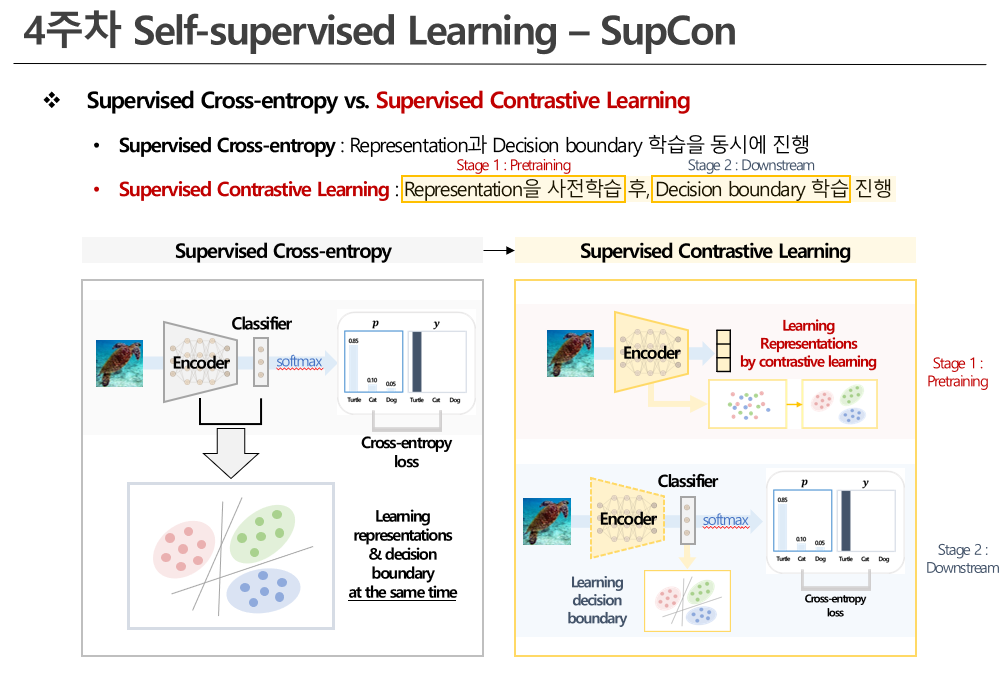 4주차 Self-supervised Learning – SupCon
❖ Supervised Cross-entropy vs. Supervised Contrastive Learning
• Supervised Cross-entropy : Representation과 Decision boundary 학습을 동시에 진행
Stage 1 : Pretraining
Stage 2 : Downstream
• Supervised Contrastive Learning : Representation을 사전학습 후, Decision boundary 학습 진행
Supervised Cross-entropy
Supervised Contrastive Learning
Classifier
Encoder
softmax
p
y
0.85
0.10
0.05
Turtle Cat Dog
Turtle Cat Dog
Cross-entropy
loss
Learning
representations
& decision
boundary
at the same time
Encoder
Learning
Representations
by contrastive learning
Stage 1 :
Pretraining
Classifier
Encoder
softmax
p
y
0.85
0.10
0.05
Turtle Cat Dog
Turtle Cat Dog
Cross-entropy
loss
Learning
decision
boundary
Stage 2 :
Downstream